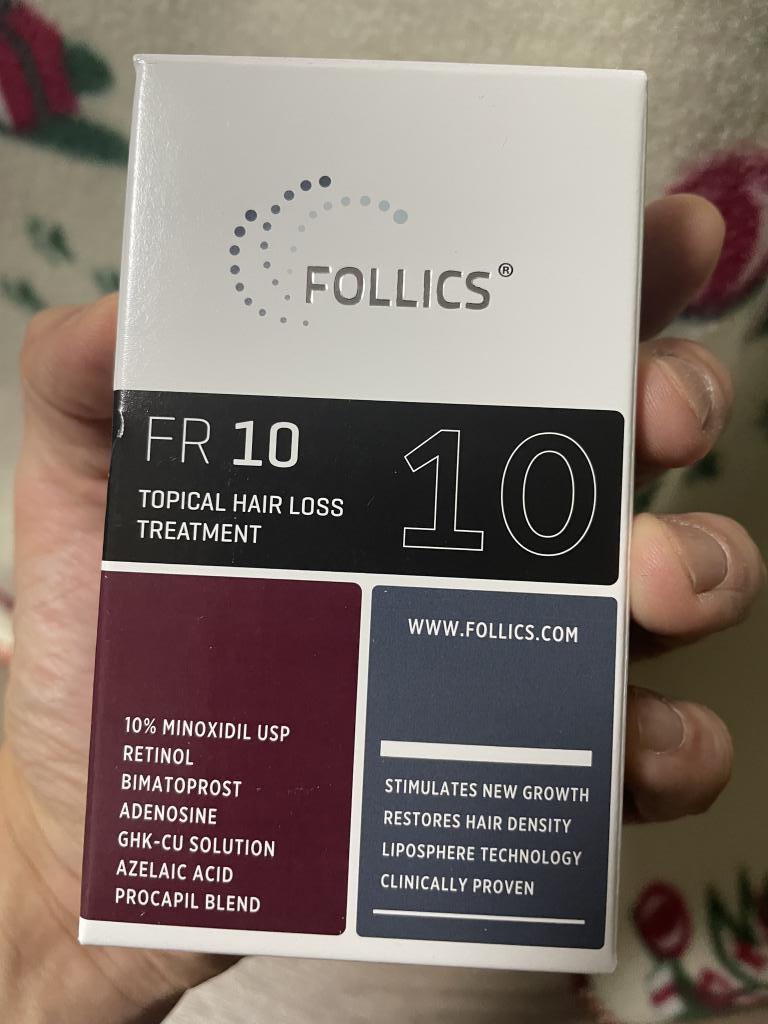 FOLLICS®
FR 10
10
TOPICAL HAIR LOSS
TREATMENT
10% MINOXIDIL USP
RETINOL
BIMATOPROST
ADENOSINE
GHK-CU SOLUTION
AZELAIC ACID
PROCAPIL BLEND
WWW.FOLLICS.COM
STIMULATES NEW GROWTH
RESTORES HAIR DENSITY
LIPOSPHERE TECHNOLOGY
CLINICALLY PROVEN